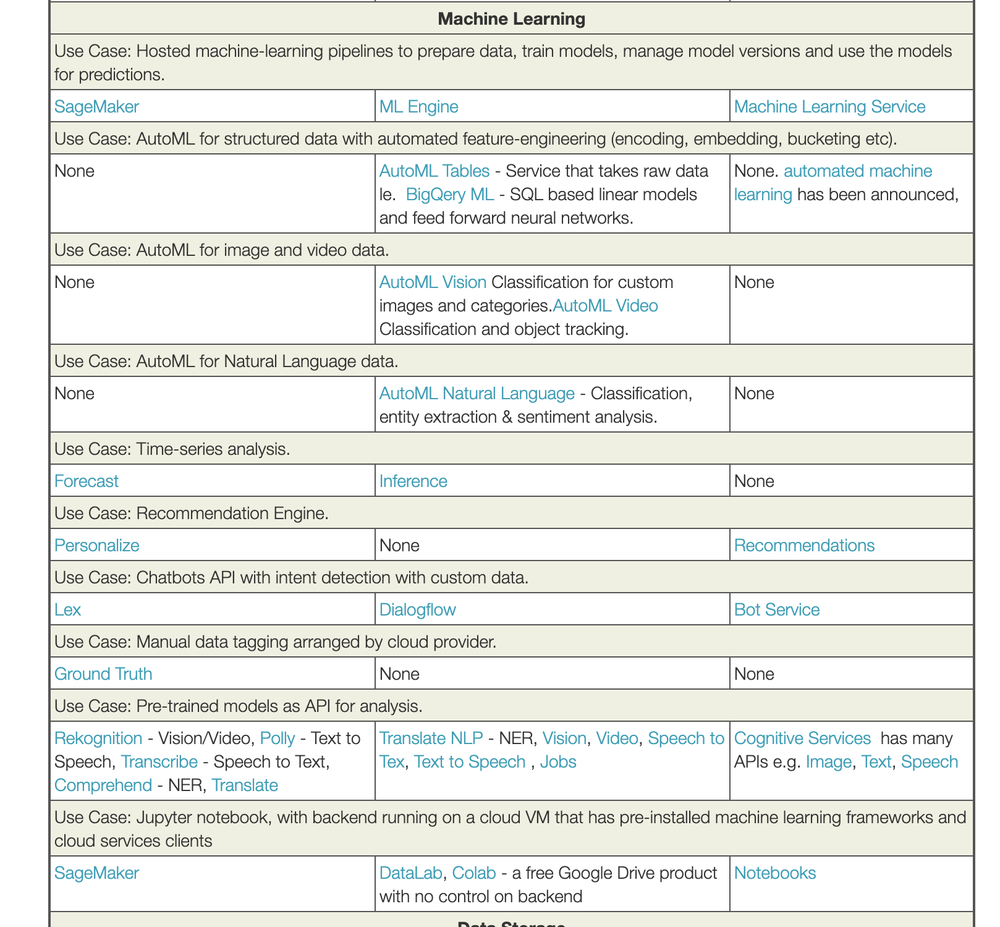 Machine Learning
Use Case: Hosted machine-learning pipelines to prepare data, train models, manage model versions and use the models
for predictions.
SageMaker
ML Engine
Machine Learning Service
Use Case: AutoML for structured data with automated feature-engineering (encoding, embedding, bucketing etc).
None
AutoML Tables - Service that takes raw data
Ie. BigQery ML - SQL based linear models
and feed forward neural networks.
None. automated machine
learning has been announced,
Use Case: AutoML for image and video data.
None
AutoML Vision Classification for custom
images and categories.AutoML Video
Classification and object tracking.
None
Use Case: AutoML for Natural Language data.
None
AutoML Natural Language - Classification,
entity extraction & sentiment analysis.
None
Use Case: Time-series analysis.
Forecast
Inference
None
Use Case: Recommendation Engine.
Personalize
None
Recommendations
Use Case: Chatbots API with intent detection with custom data.
Lex
Dialogflow
Bot Service
Use Case: Manual data tagging arranged by cloud provider.
Ground Truth
None
None
Use Case: Pre-trained models as API for analysis.
Rekognition - Vision/Video, Polly - Text to
Speech, Transcribe - Speech to Text,
Comprehend - NER, Translate
Translate NLP - NER, Vision, Video, Speech to
Tex, Text to Speech , Jobs
Cognitive Services has many
APIs e.g. Image, Text, Speech
Use Case: Jupyter notebook, with backend running on a cloud VM that has pre-installed machine learning frameworks and
cloud services clients
SageMaker
DataLab, Colab - a free Google Drive product
with no control on backend
Notebooks
Data Storage